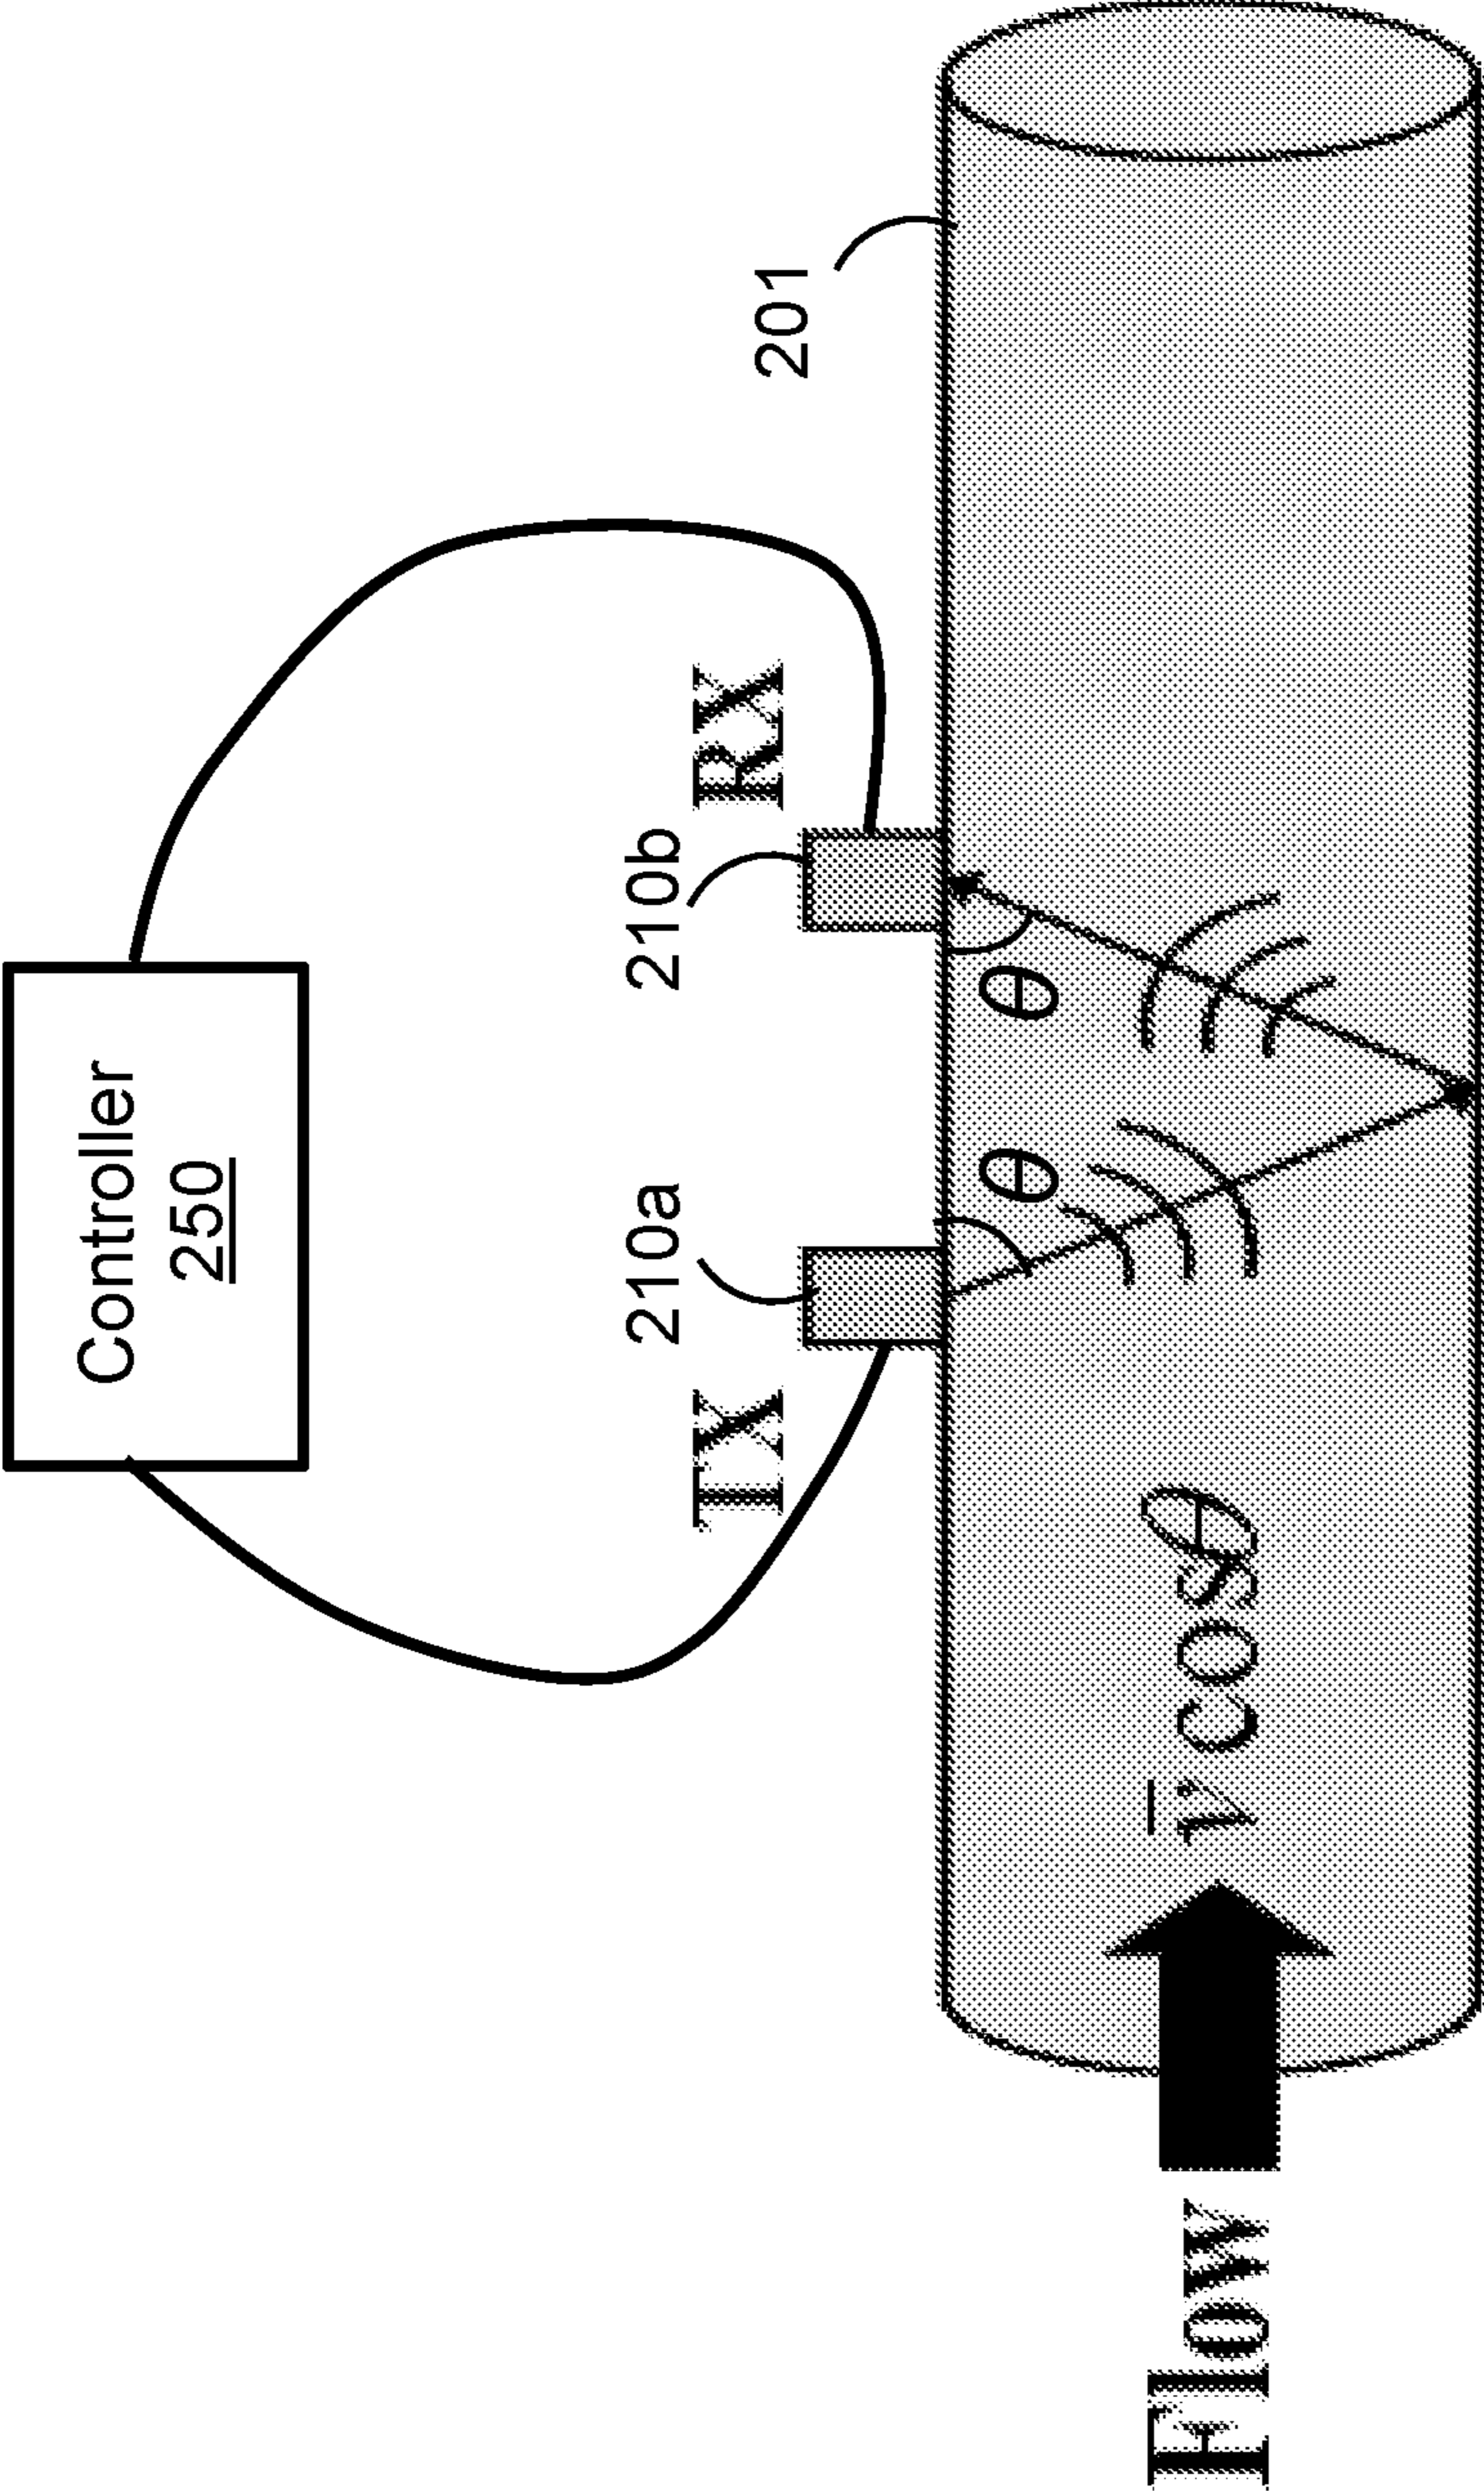 Controller
250
210a
210b
TX
RX
201
θ
θ
Flow
v̄ cosθ